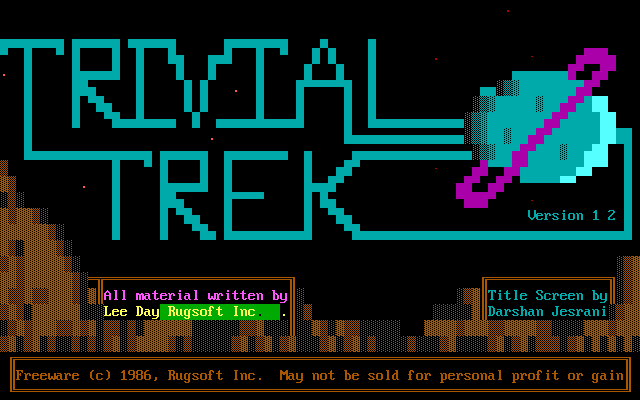 TRIVIAL
TREK
Version 1 2
All material written by
Lee Day Rugsoft Inc. .
Title Screen by
Darshan Jesrani
Freeware (c) 1986, Rugsoft Inc.  May not be sold for personal profit or gain